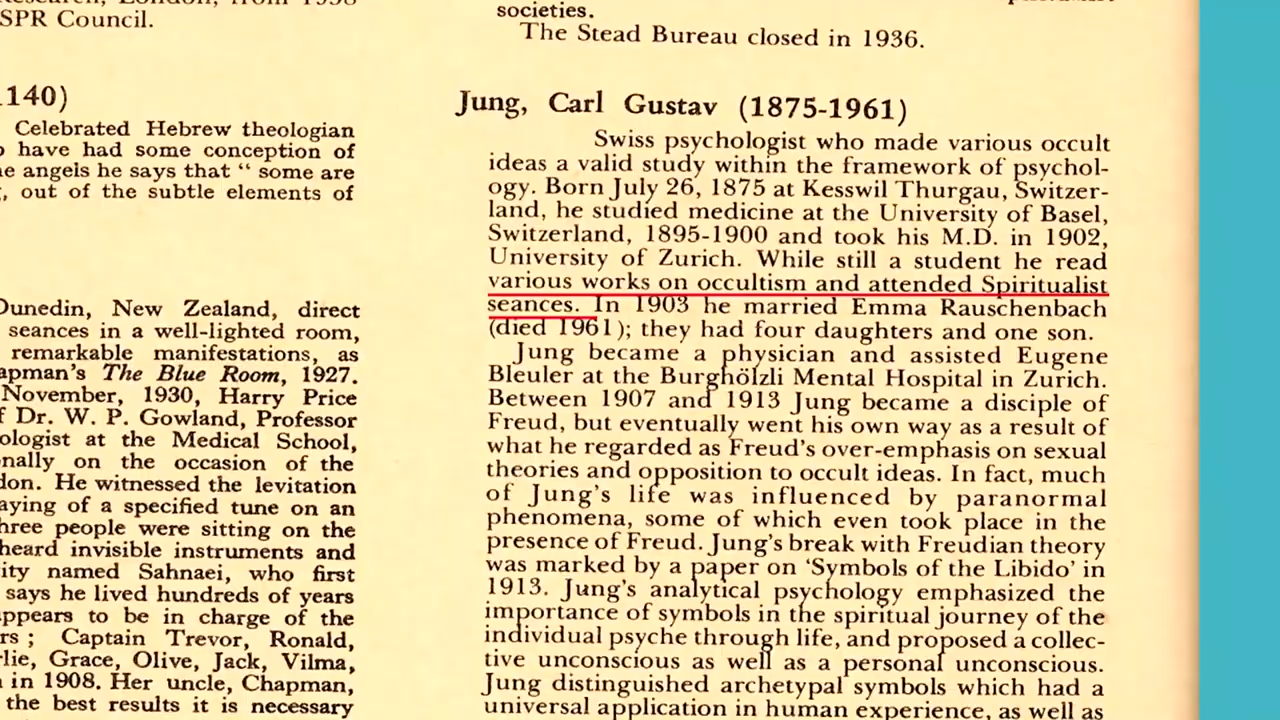 SPR Council.
1140)
Celebrated Hebrew theologian
have had some conception of
angels he says that “ some are
out of the subtle elements of
Dunedin, New Zealand, direct
seances in a well-lighted room,
remarkable manifestations, as
The Blue Room, 1927.
November, 1930, Harry Price
Dr. W. P. Gowland, Professor
at the Medical School,
on the occasion of the
He witnessed the levitation
of a specified tune on an
three people were sitting on the
heard invisible instruments and
named Sahnaei, who first
says he lived hundreds of years
appears to be in charge of the
Captain Trevor, Ronald,
Grace, Olive, Jack, Vilma,
in 1908. Her uncle, Chapman,
the best results it is necessary
societies.
The Stead Bureau closed in 1936.
Jung, Carl Gustav (1875-1961)
Swiss psychologist who made various occult
ideas a valid study within the framework of psychol-
ogy. Born July 26, 1875 at Kesswil Thurgau, Switzer-
land, he studied medicine at the University of Basel,
Switzerland, 1895-1900 and took his M.D. in 1902,
University of Zurich. While still a student he read
various works on occultism and attended Spiritualist
seances. In 1903 he married Emma Rauschenbach
(died 1961); they had four daughters and one son.
Jung became a physician and assisted Eugene
Bleuler at the Burghölzli Mental Hospital in Zurich.
Between 1907 and 1913 Jung became a disciple of
Freud, but eventually went his own way as a result of
what he regarded as Freud's over-emphasis on sexual
theories and opposition to occult ideas. In fact, much
of Jung's life was influenced by paranormal
phenomena, some of which even took place in the
presence of Freud. Jung's break with Freudian theory
was marked by a paper on ‘Symbols of the Libido’ in
1913. Jung's analytical psychology emphasized the
importance of symbols in the spiritual journey of the
individual psyche through life, and proposed a collec-
tive unconscious as well as a personal unconscious.
Jung distinguished archetypal symbols which had a
universal application in human experience, as well as